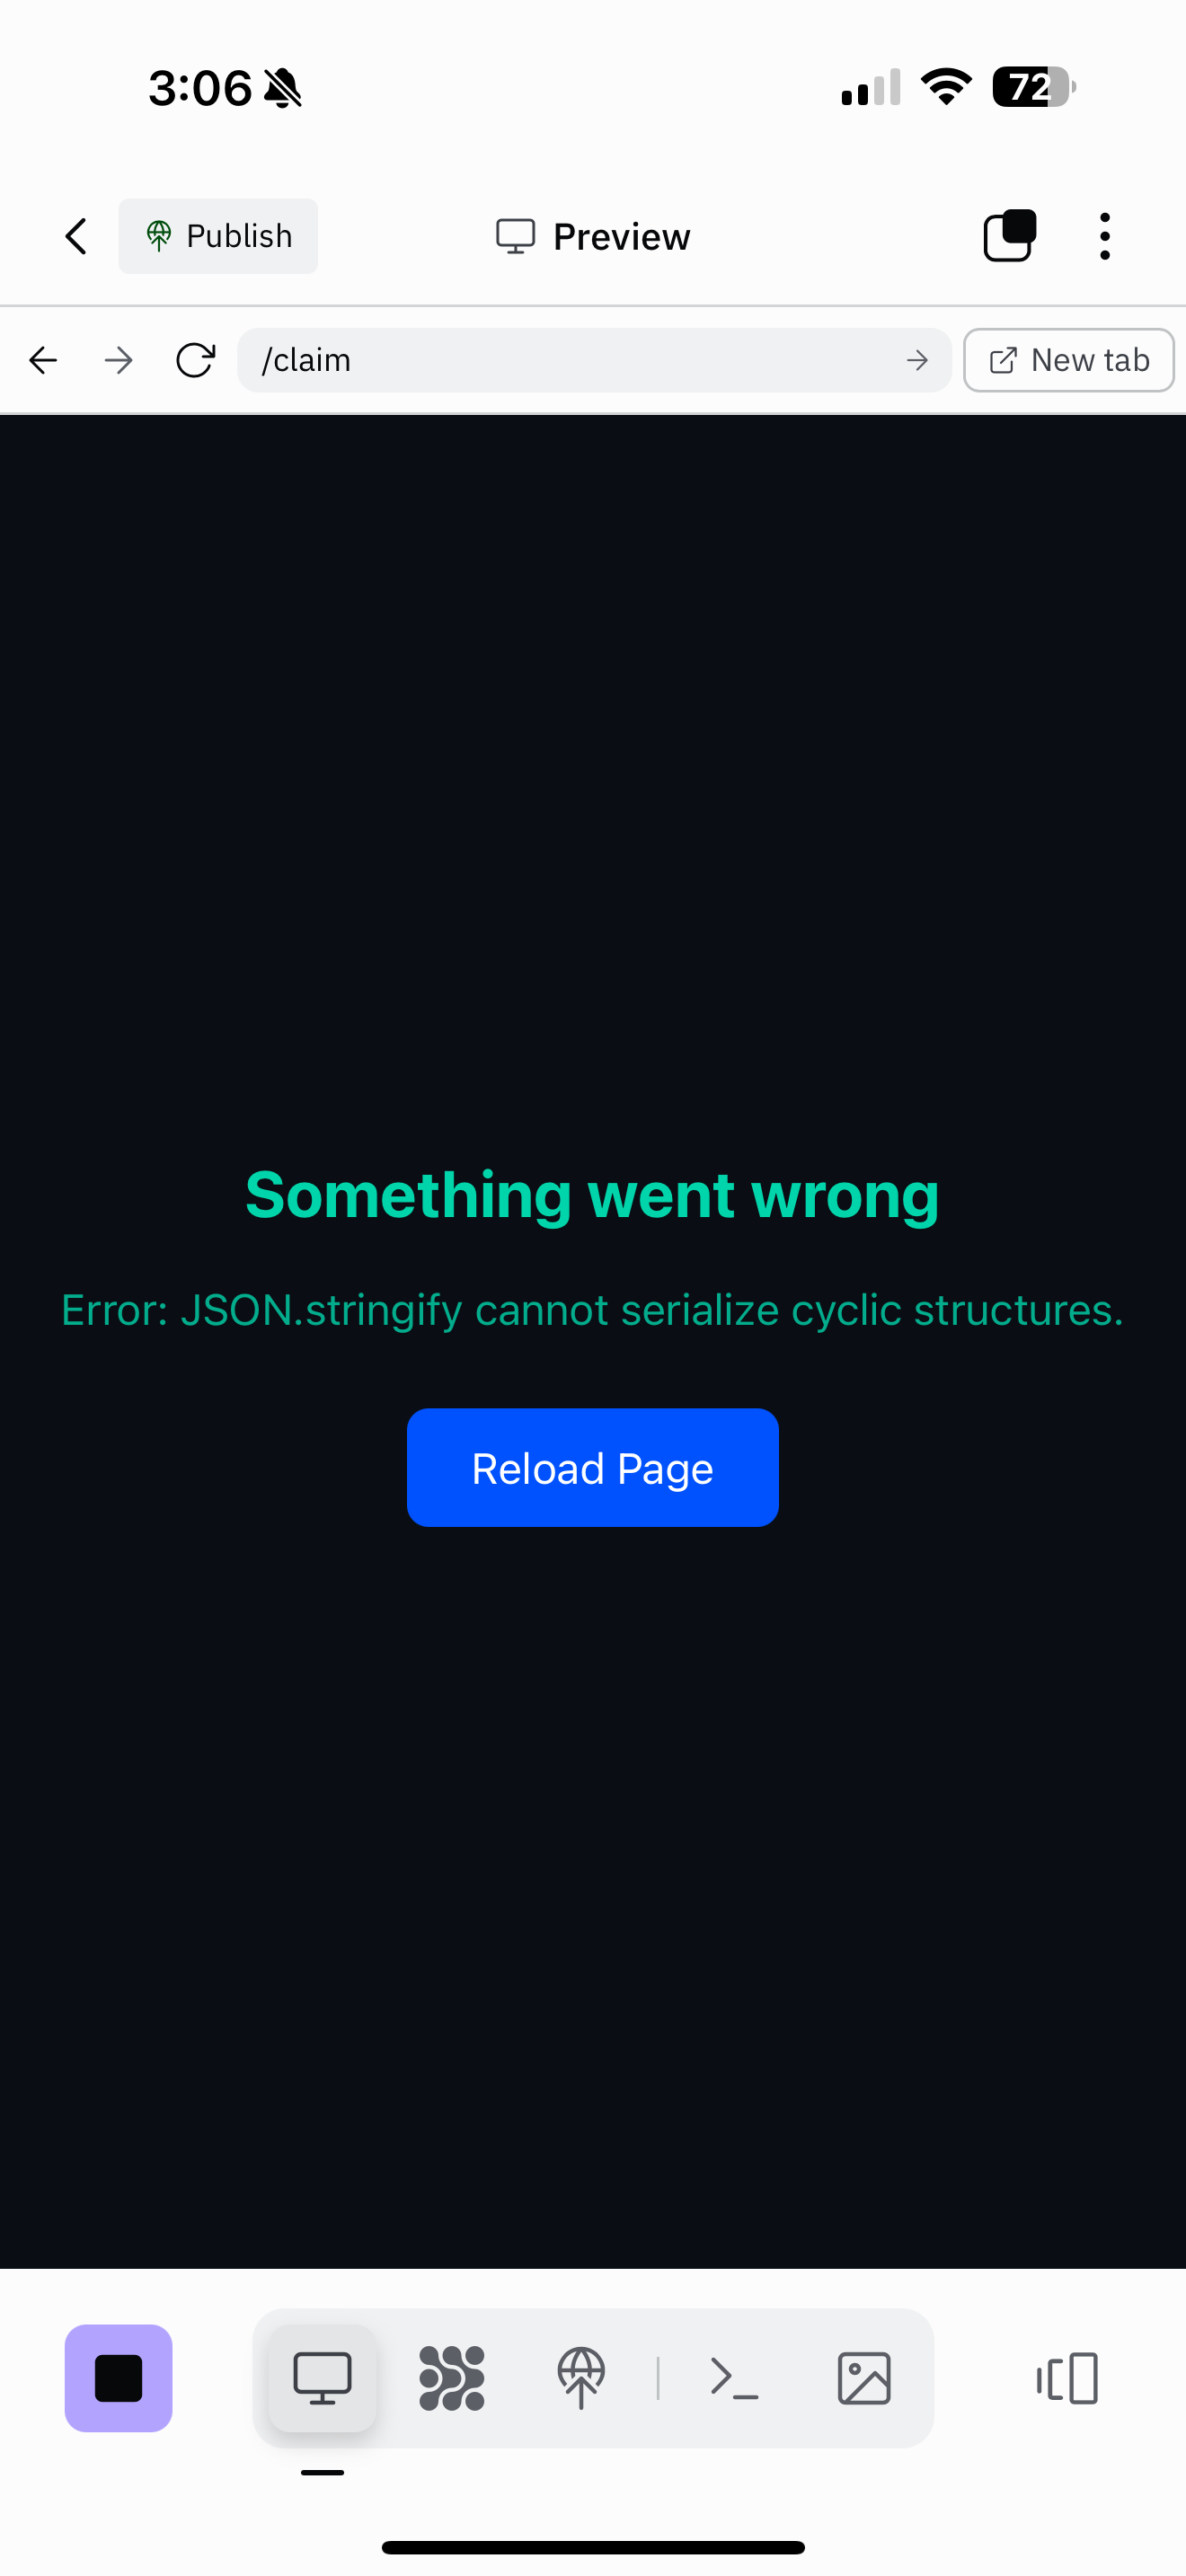 3:06
72
Publish
Preview
/claim
New tab
Something went wrong
Error: JSON.stringify cannot serialize cyclic structures.
Reload Page